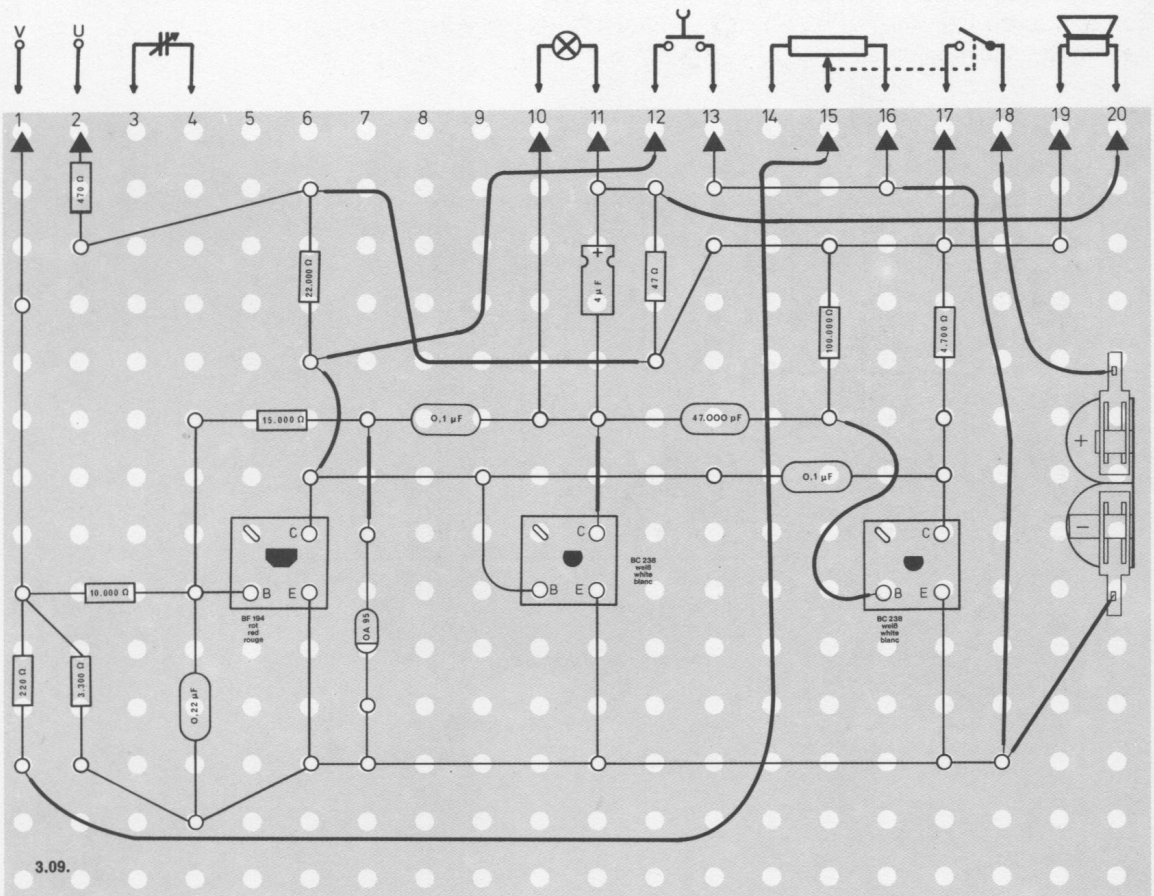 V
U
1 2 3 4 5 6 7 8 9 10 11 12 13 14 15 16 17 18 19 20
470 Ω
22.000 Ω
+
4 µF
47 Ω
100.000 Ω
4.700 Ω
15.000 Ω
0,1 µF
47.000 pF
0.1 µF
+
−
C
B E
BF 194
rot
red
rouge
C
B E
BC 238
weiß
white
blanc
C
B E
BC 238
weiß
white
blanc
10.000 Ω
OA 95
220 Ω
3.300 Ω
0,22 µF
3.09.